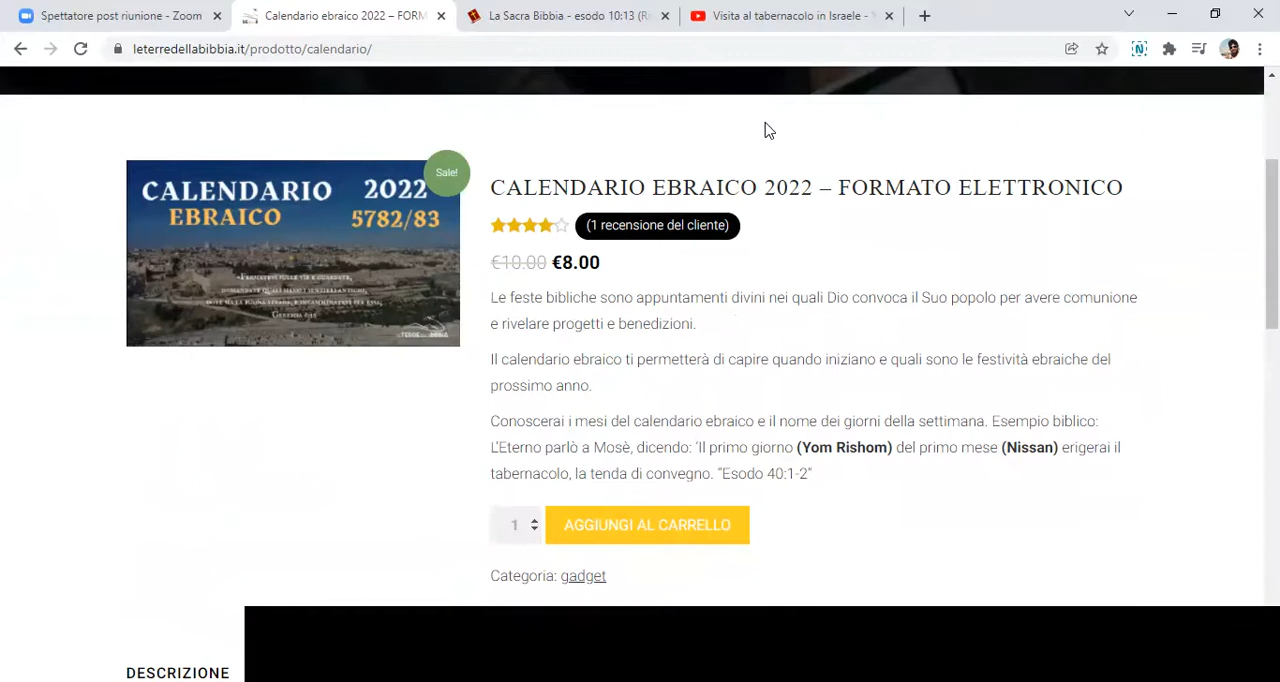 Spettatore post riunione - Zoom
Calendario ebraico 2022 – FORM
La Sacra Bibbia - esodo 10:13 (R
Visita al tabernacolo in Israele -
leterredellabibbia.it/prodotto/calendario/
CALENDARIO 2022
EBRAICO 5782/83
Sale!
CALENDARIO EBRAICO 2022 – FORMATO ELETTRONICO
(1 recensione del cliente)
€10.00 €8.00
Le feste bibliche sono appuntamenti divini nei quali Dio convoca il Suo popolo per avere comunione
e rivelare progetti e benedizioni.
Il calendario ebraico ti permetterà di capire quando iniziano e quali sono le festività ebraiche del
prossimo anno.
Conoscerai i mesi del calendario ebraico e il nome dei giorni della settimana. Esempio biblico:
L'Eterno parlò a Mosè, dicendo: 'Il primo giorno (Yom Rishom) del primo mese (Nissan) erigerai il
tabernacolo, la tenda di convegno. "Esodo 40:1-2"
1 AGGIUNGI AL CARRELLO
Categoria: gadget
DESCRIZIONE